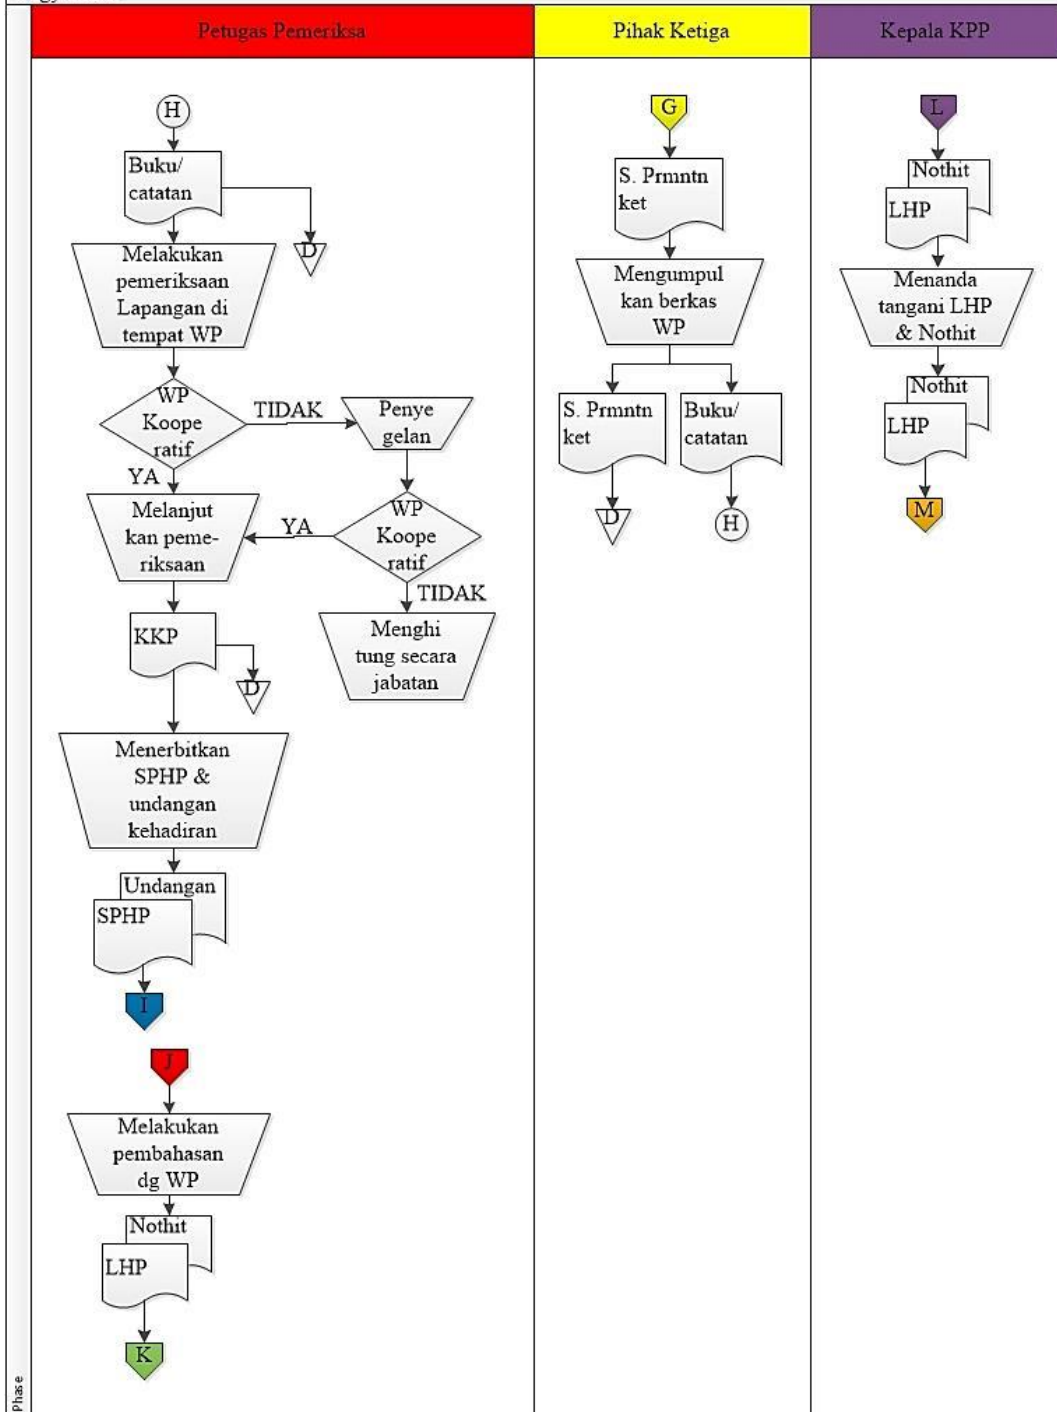 Petugas Pemeriksa
Pihak Ketiga
Kepala KPP
H
Buku/
catatan
D
Melakukan
pemeriksaan
Lapangan di
tempat WP
WP
Koope
ratif
TIDAK
Penye
gelan
YA
Melanjut
kan peme-
riksaan
YA
WP
Koope
ratif
TIDAK
Menghi
tung secara
jabatan
KKP
D
Menerbitkan
SPHP &
undangan
kehadiran
Undangan
SPHP
I
J
Melakukan
pembahasan
dg WP
Nothit
LHP
K
G
S. Prmntn
ket
Mengumpul
kan berkas
WP
S. Prmntn
ket
Buku/
catatan
D
H
L
Nothit
LHP
Menanda
tangani LHP
& Nothit
Nothit
LHP
M
Phase